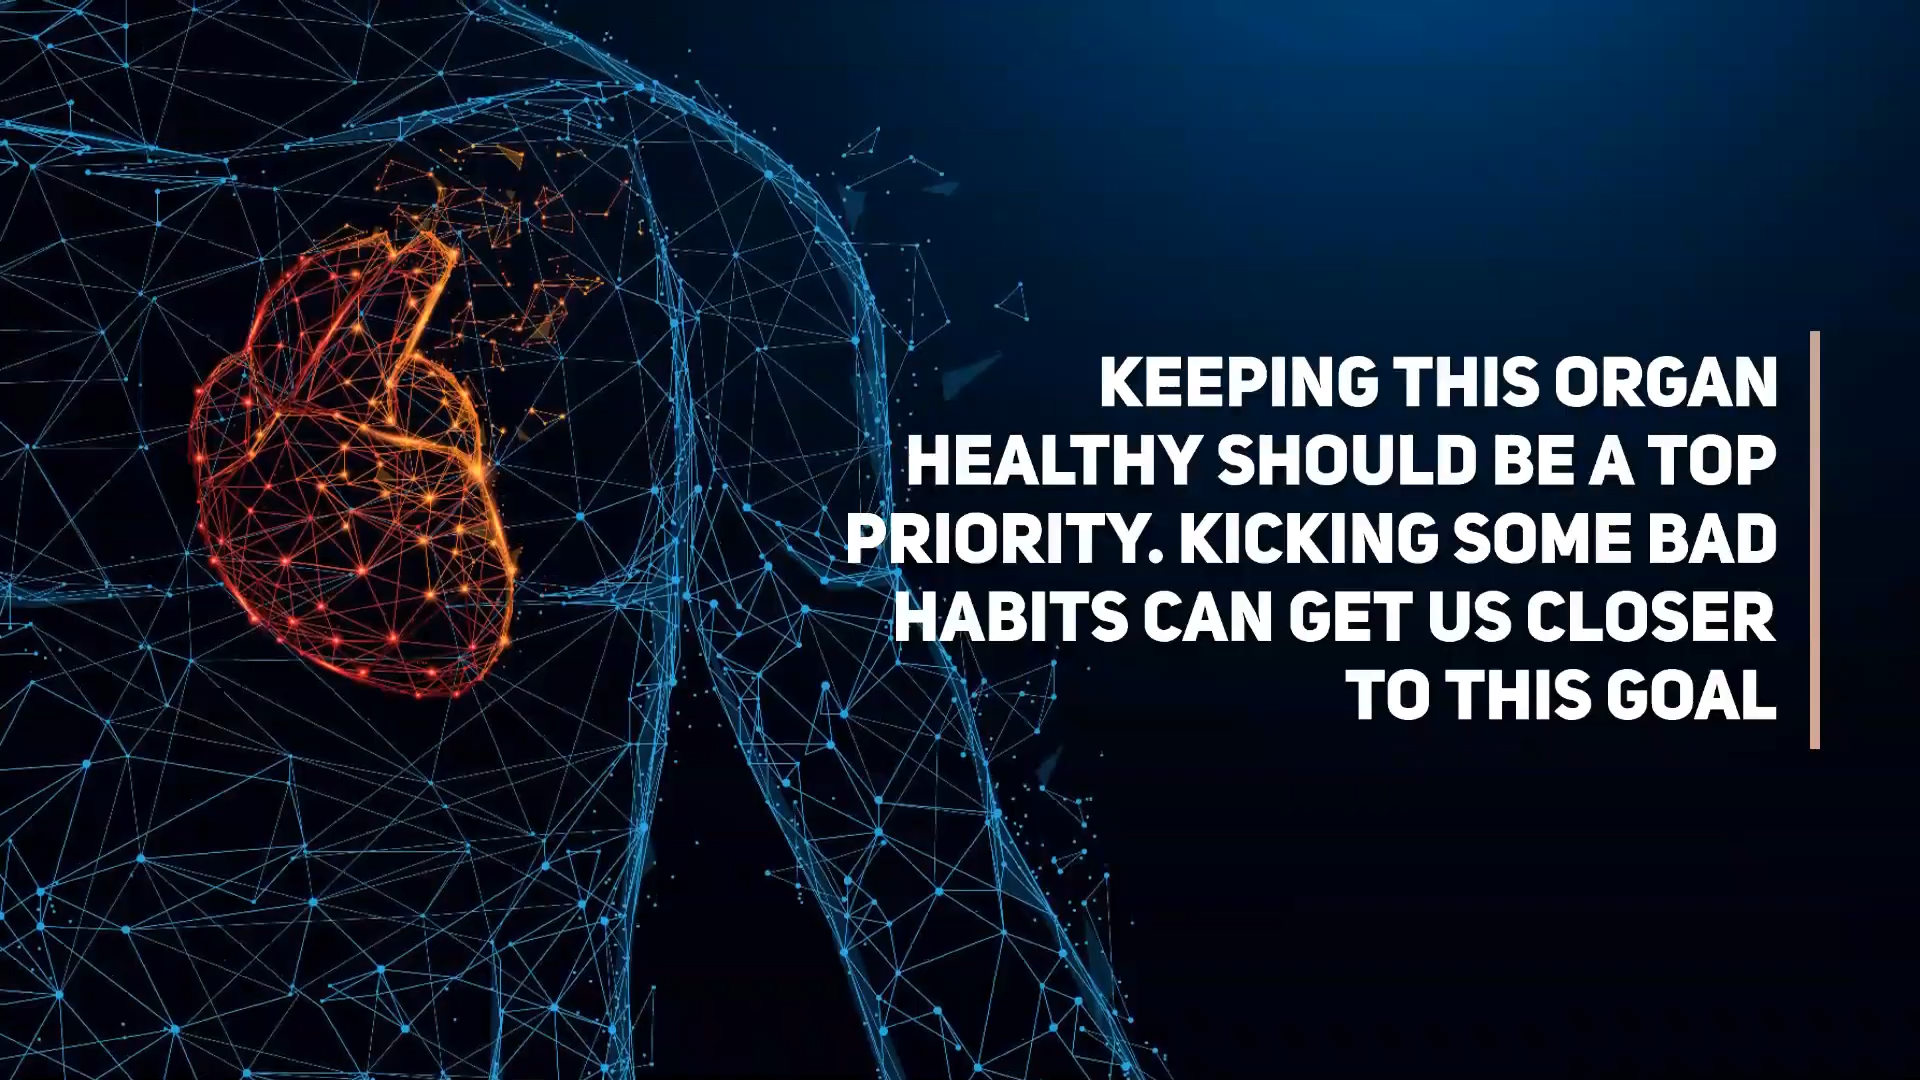 KEEPING THIS ORGAN
HEALTHY SHOULD BE A TOP
PRIORITY. KICKING SOME BAD
HABITS CAN GET US CLOSER
TO THIS GOAL